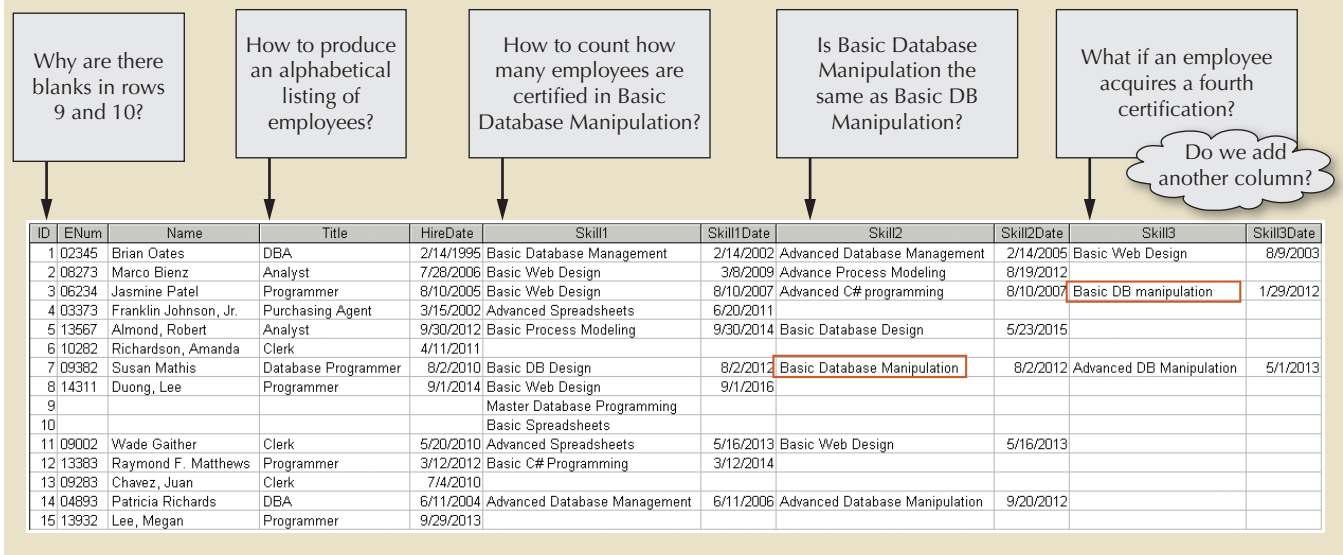 Why are there
blanks in rows
9 and 10?
How to produce
an alphabetical
listing of
employees?
How to count how
many employees are
certified in Basic
Database Manipulation?
Is Basic Database
Manipulation the
same as Basic DB
Manipulation?
What if an employee
acquires a fourth
certification?
Do we add
another column?
ID ENum Name Title HireDate Skill1 Skill1Date Skill2 Skill2Date Skill3 Skill3Date
1 02345 Brian Oates DBA 2/14/1995 Basic Database Management 2/14/2002 Advanced Database Management 2/14/2005 Basic Web Design 8/9/2003
2 08273 Marco Bienz Analyst 7/28/2006 Basic Web Design 3/8/2009 Advance Process Modeling 8/19/2012
3 06234 Jasmine Patel Programmer 8/10/2005 Basic Web Design 8/10/2007 Advanced C# programming 8/10/2007 Basic DB manipulation 1/29/2012
4 03373 Franklin Johnson, Jr. Purchasing Agent 3/15/2002 Advanced Spreadsheets 6/20/2011
5 13567 Almond, Robert Analyst 9/30/2012 Basic Process Modeling 9/30/2014 Basic Database Design 5/23/2015
6 10282 Richardson, Amanda Clerk 4/11/2011
7 09382 Susan Mathis Database Programmer 8/2/2010 Basic DB Design 8/2/2012 Basic Database Manipulation 8/2/2012 Advanced DB Manipulation 5/1/2013
8 14311 Duong, Lee Programmer 9/1/2014 Basic Web Design 9/1/2016
9 Master Database Programming
10 Basic Spreadsheets
11 09002 Wade Gaither Clerk 5/20/2010 Advanced Spreadsheets 5/16/2013 Basic Web Design 5/16/2013
12 13383 Raymond F. Matthews Programmer 3/12/2012 Basic C# Programming 3/12/2014
13 09283 Chavez, Juan Clerk 7/4/2010
14 04893 Patricia Richards DBA 6/11/2004 Advanced Database Management 6/11/2006 Advanced Database Manipulation 9/20/2012
15 13932 Lee, Megan Programmer 9/29/2013